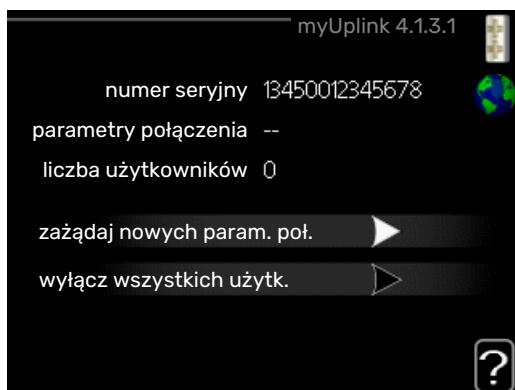 myUplink 4.1.3.1
numer seryjny 13450012345678
parametry połączenia --
liczba użytkowników 0
zażądaj nowych param. poł.
wyłącz wszystkich użytk.
?